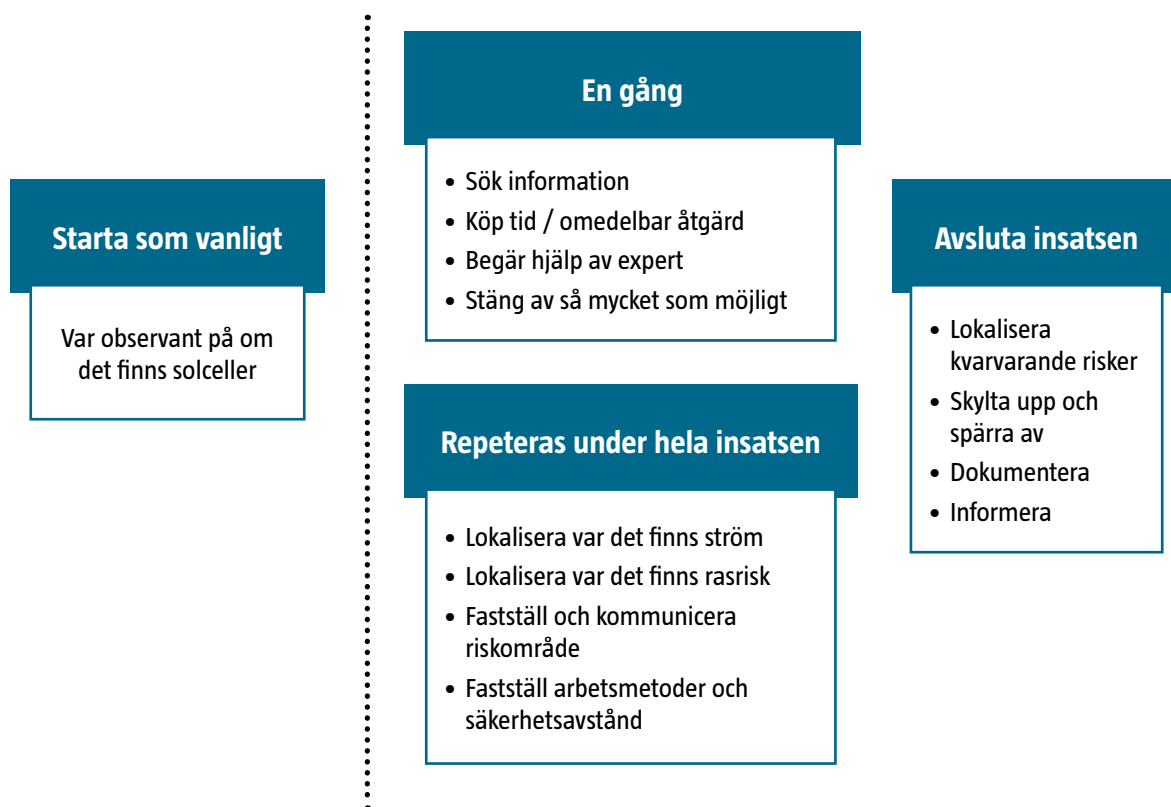 Starta som vanligt
Var observant på om
det finns solceller
En gång
• Sök information
• Köp tid / omedelbar åtgärd
• Begär hjälp av expert
• Stäng av så mycket som möjligt
Repeteras under hela insatsen
• Lokalisera var det finns ström
• Lokalisera var det finns rasrisk
• Fastställ och kommunicera
riskområde
• Fastställ arbetsmetoder och
säkerhetsavstånd
Avsluta insatsen
• Lokalisera
kvarvarande risker
• Skylta upp och
spärra av
• Dokumentera
• Informera